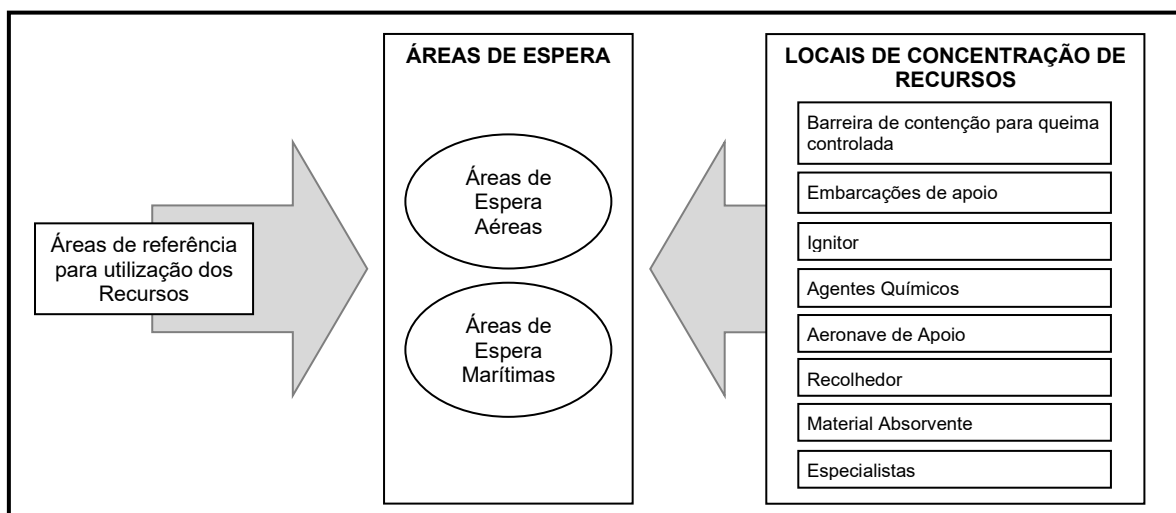 Áreas de referência
para utilização dos
Recursos
ÁREAS DE ESPERA
Áreas de
Espera
Aéreas
Áreas de
Espera
Marítimas
LOCAIS DE CONCENTRAÇÃO DE
RECURSOS
Barreira de contenção para queima
controlada
Embarcações de apoio
Ignitor
Agentes Químicos
Aeronave de Apoio
Recolhedor
Material Absorvente
Especialistas